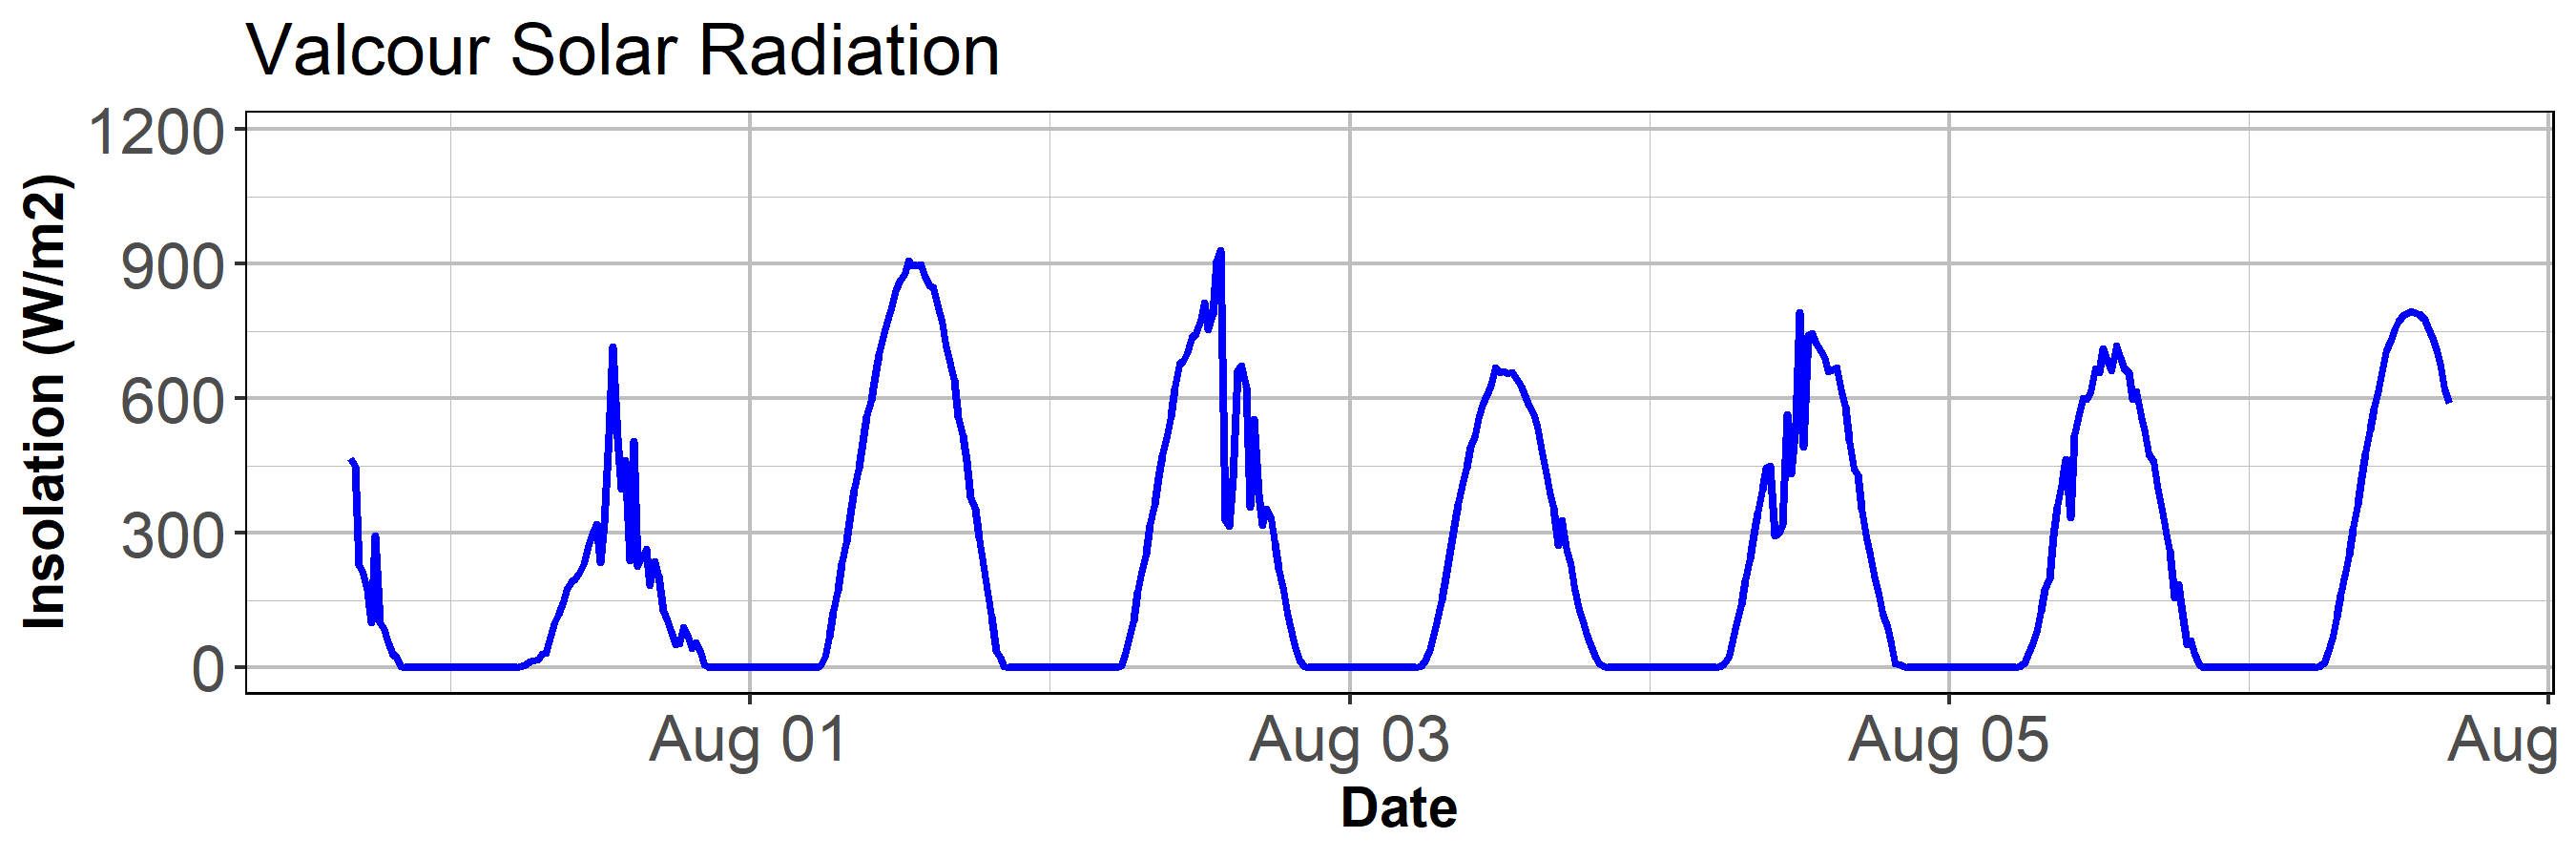 Valcour Solar Radiation
Insolation (W/m2)
1200
900
600
300
0
Aug 01
Aug 03
Aug 05
Aug
Date